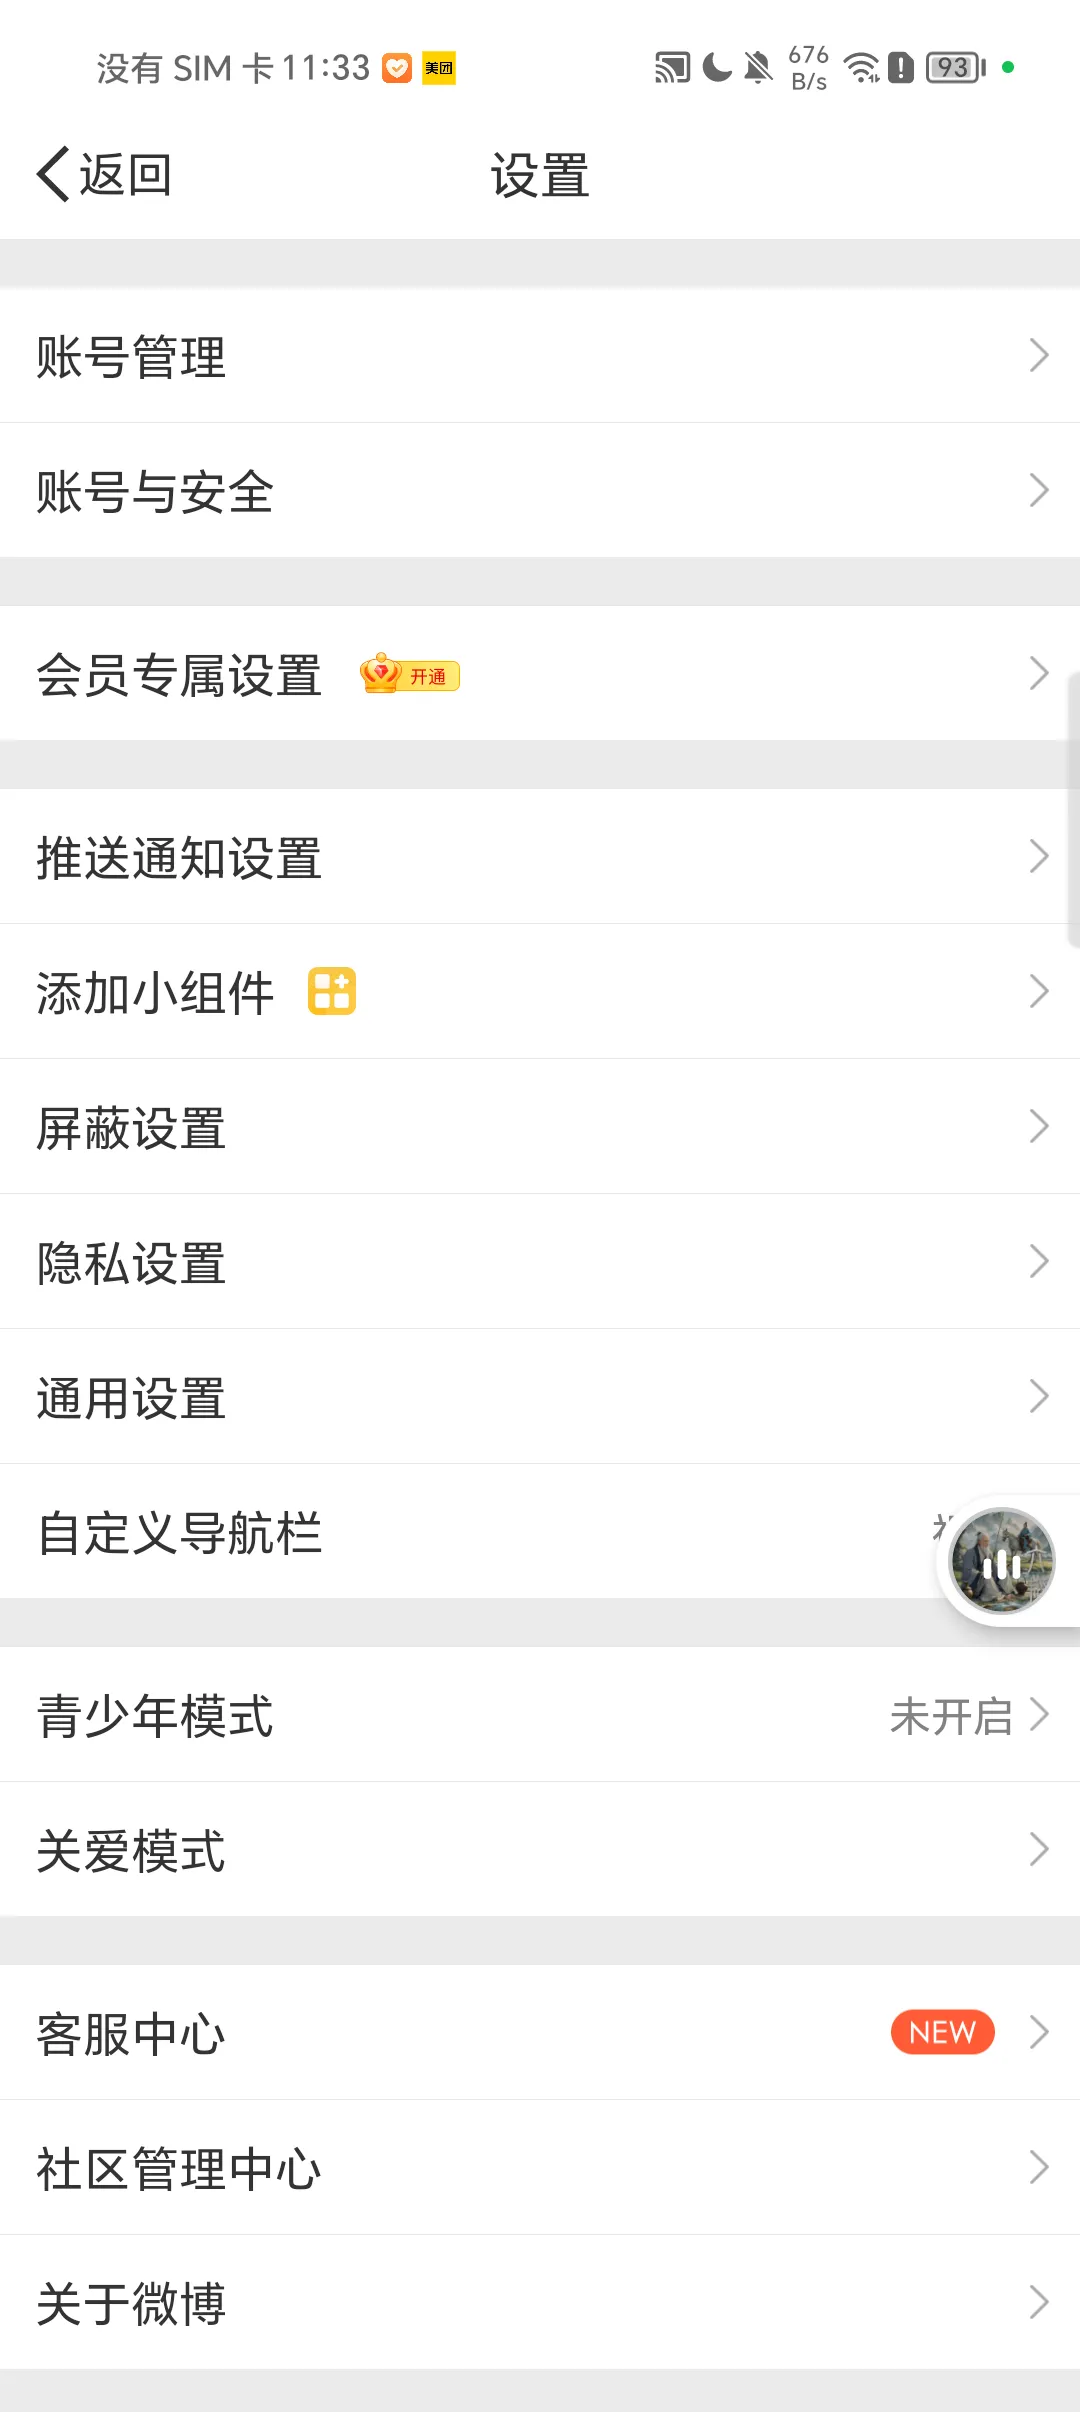 没有 SIM 卡 11:33 美团 676 B/s 93
返回 设置
账号管理
账号与安全
会员专属设置 开通
推送通知设置
添加小组件
屏蔽设置
隐私设置
通用设置
自定义导航栏
青少年模式 未开启
关爱模式
客服中心 NEW
社区管理中心
关于微博